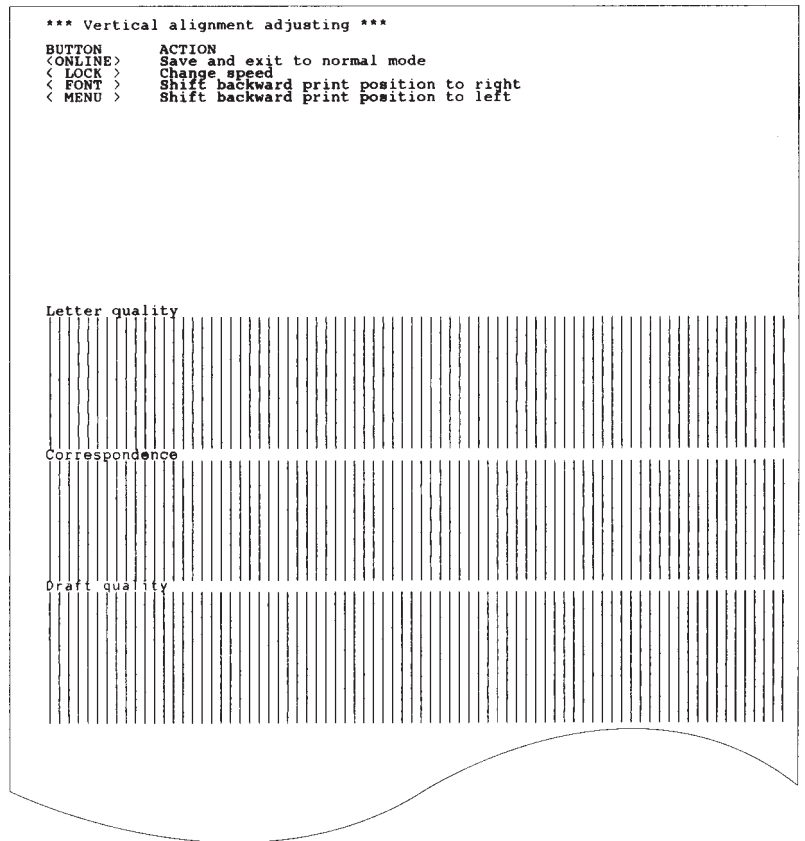 *** Vertical alignment adjusting ***
BUTTON ACTION
<ONLINE> Save and exit to normal mode
< LOCK > Change speed
< FONT > Shift backward print position to right
< MENU > Shift backward print position to left
Letter quality
Correspondence
Draft quality